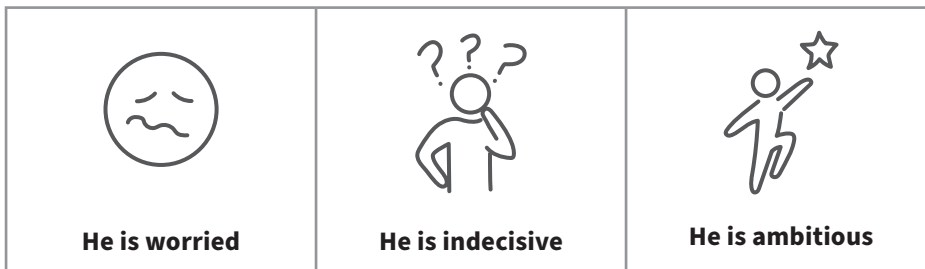 ? ? ?
He is worried
He is indecisive
He is ambitious